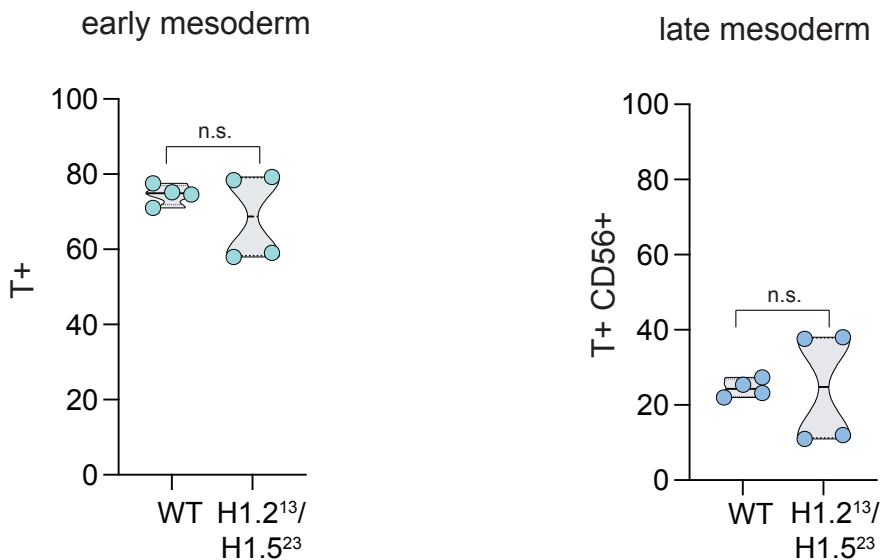 early mesoderm
T+
100
80
60
40
20
0
n.s.
WT
H1.2¹³/
H1.5²³
late mesoderm
T+ CD56+
100
80
60
40
20
0
n.s.
WT
H1.2¹³/
H1.5²³